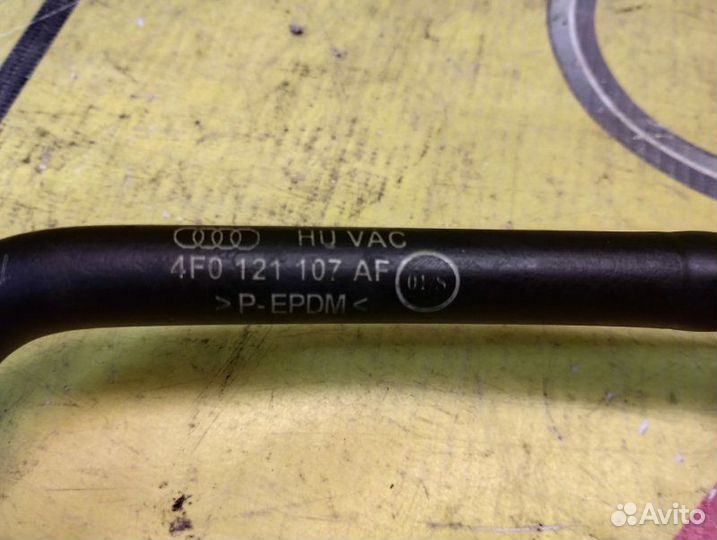 HU VAC
4F0 121 107 AF
>P-EPDM<
Avito